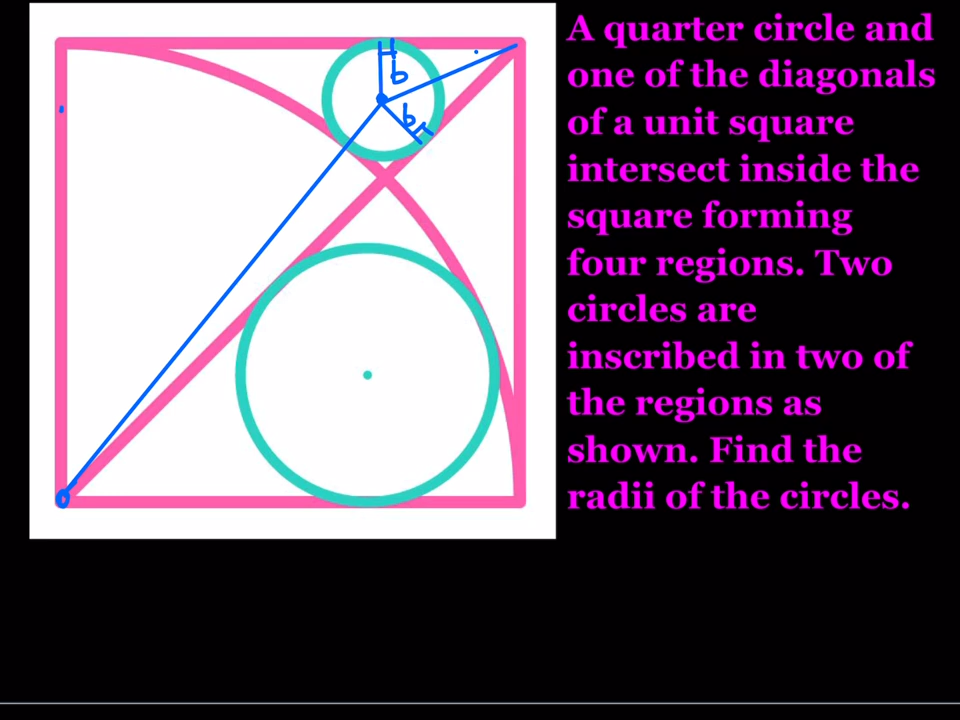 A quarter circle and
one of the diagonals
of a unit square
intersect inside the
square forming
four regions. Two
circles are
inscribed in two of
the regions as
shown. Find the
radii of the circles.
b
b
0